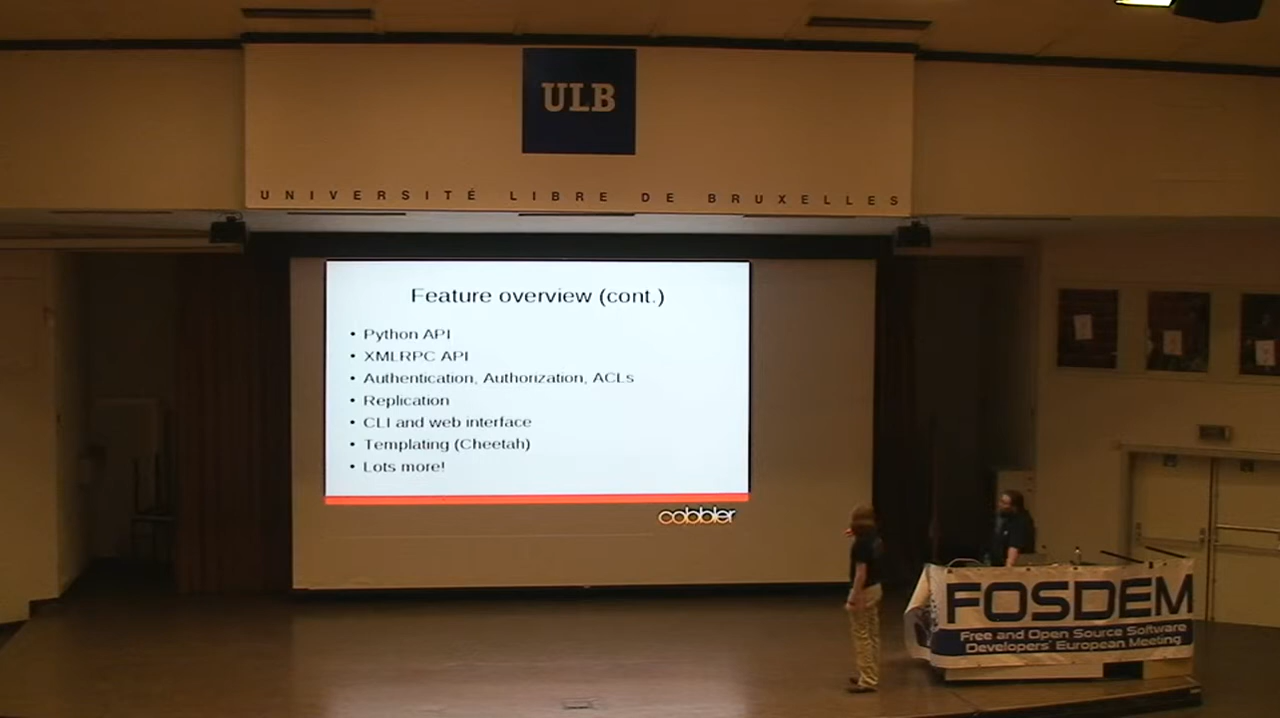 ULB
UNIVERSITÉ LIBRE DE BRUXELLES
Feature overview (cont.)
• Python API
• XMLRPC API
• Authentication, Authorization, ACLs
• Replication
• CLI and web interface
• Templating (Cheetah)
• Lots more!
cobbler
FOSDEM
Free and Open Source Software
Developers' European Meeting